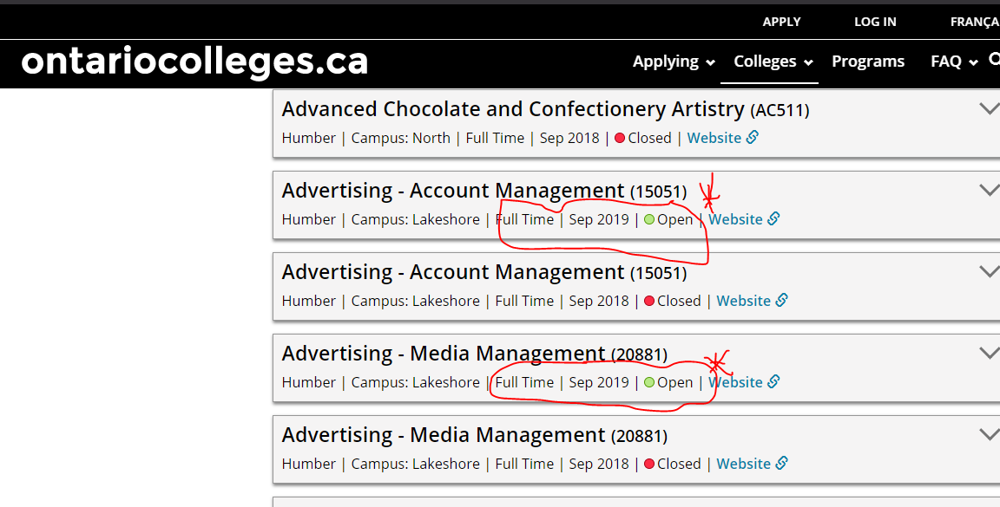 APPLY LOG IN FRANÇA
ontariocolleges.ca
Applying Colleges Programs FAQ
Advanced Chocolate and Confectionery Artistry (AC511)
Humber | Campus: North | Full Time | Sep 2018 | Closed | Website
Advertising - Account Management (15051)
Humber | Campus: Lakeshore | Full Time | Sep 2019 | Open | Website
Advertising - Account Management (15051)
Humber | Campus: Lakeshore | Full Time | Sep 2018 | Closed | Website
Advertising - Media Management (20881)
Humber | Campus: Lakeshore | Full Time | Sep 2019 | Open | Website
Advertising - Media Management (20881)
Humber | Campus: Lakeshore | Full Time | Sep 2018 | Closed | Website